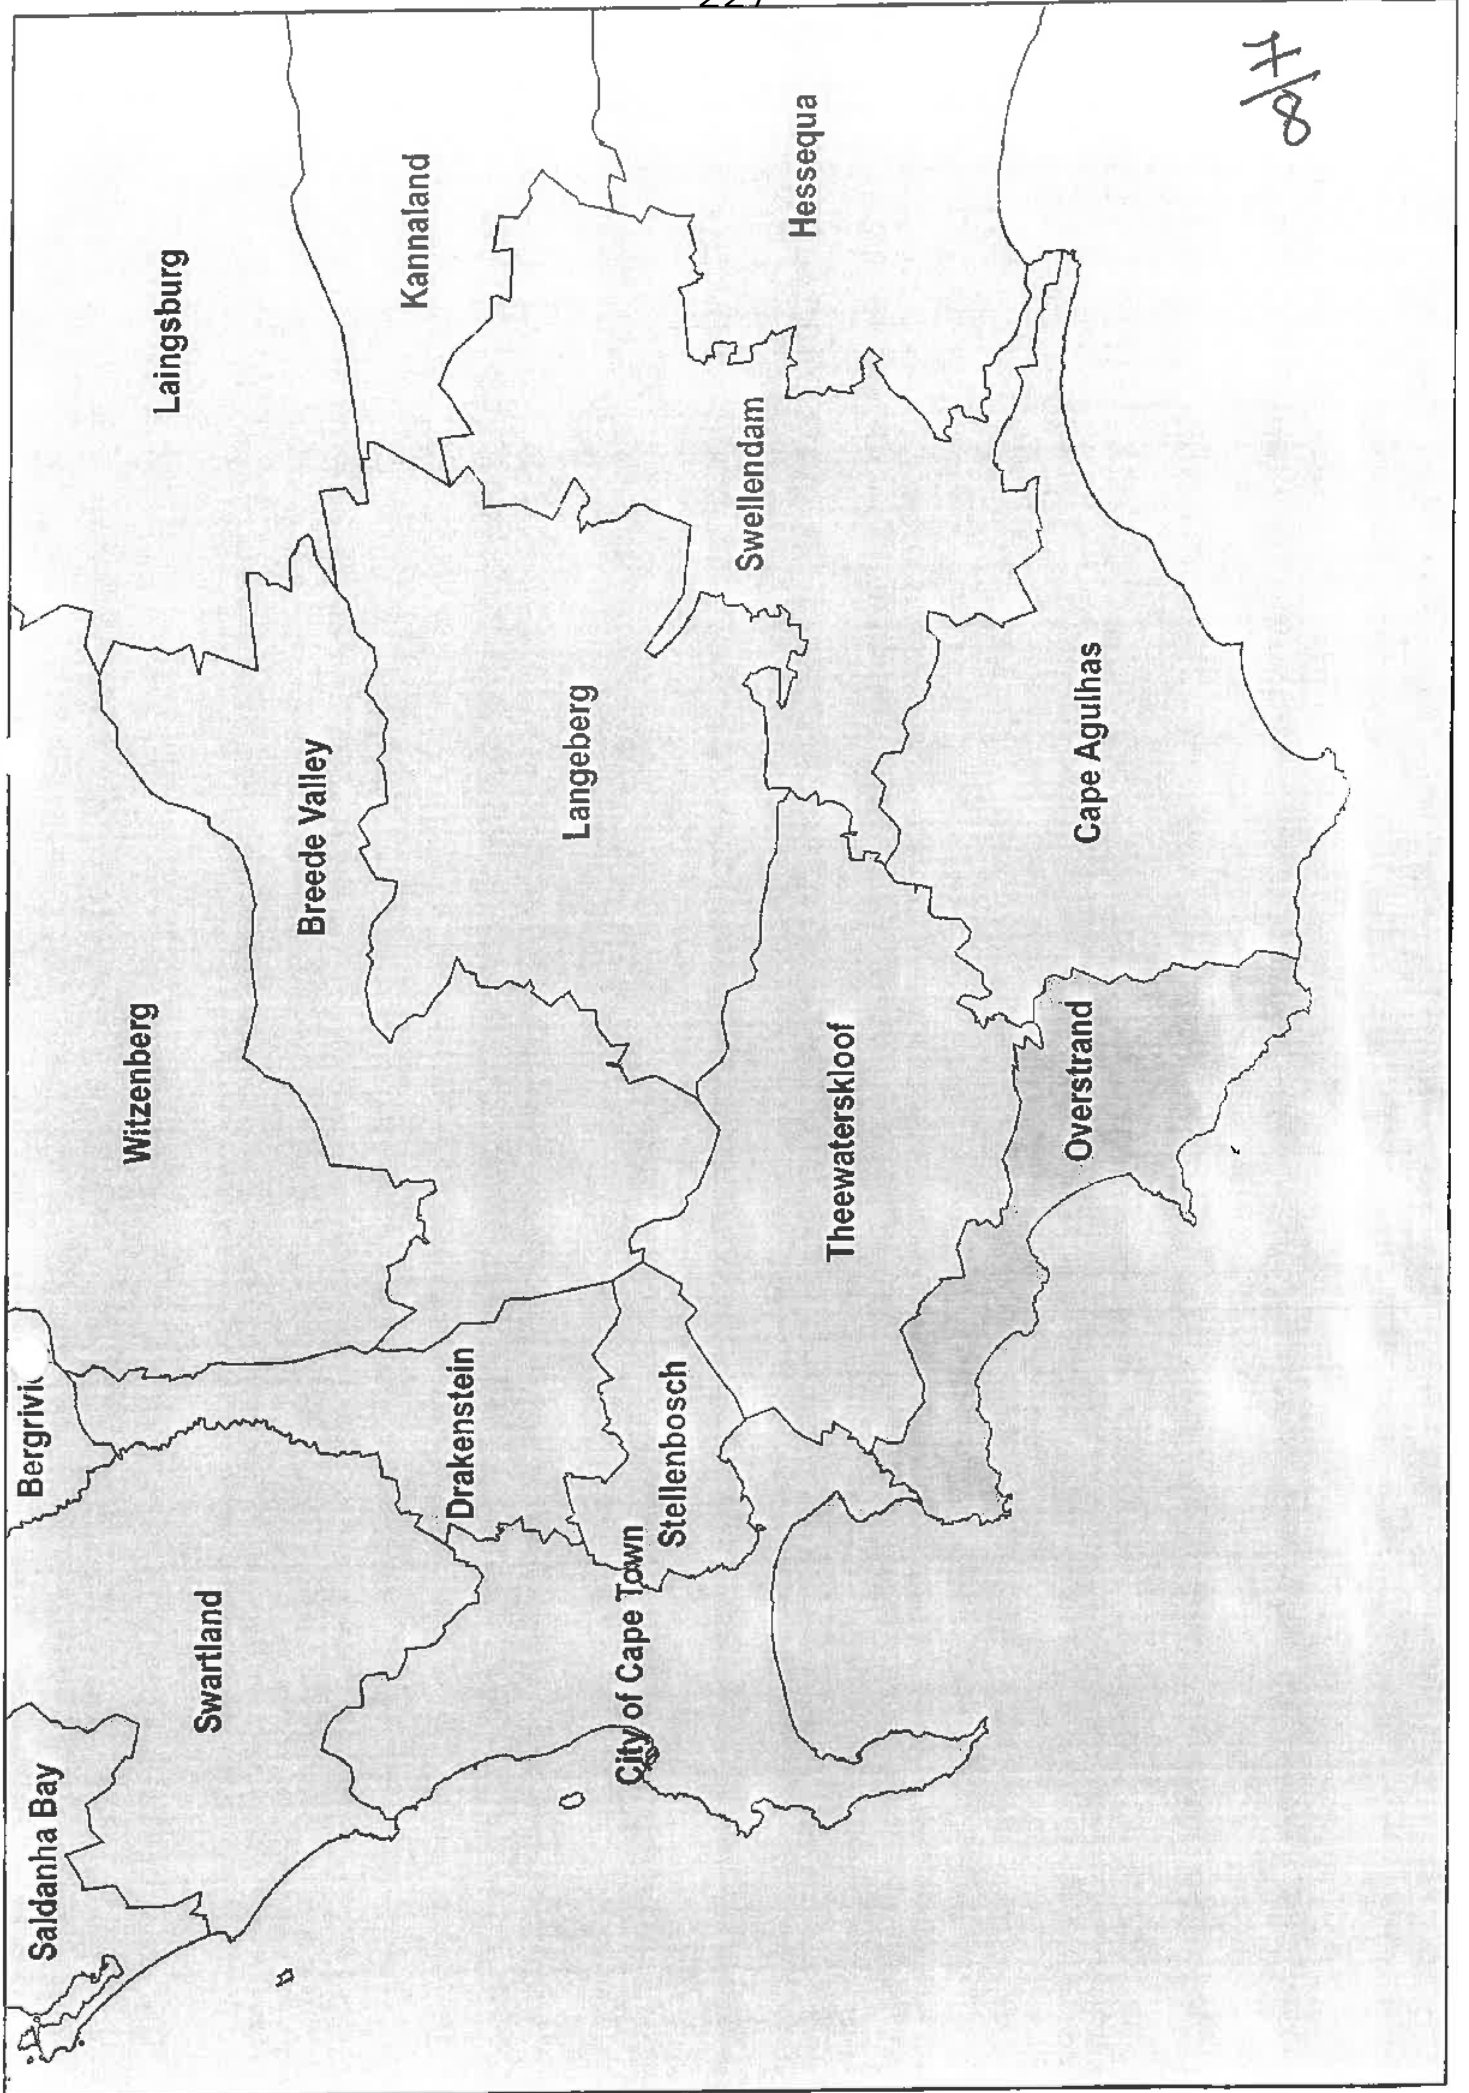 Saldanha Bay
Bergrivi
Witzenberg
Laingsburg
Swartland
Breede Valley
Kannaland
Drakenstein
Langeberg
City of Cape Town
Stellenbosch
Swellendam
Hessequa
Theewaterskloof
Overstrand
Cape Agulhas
7/8